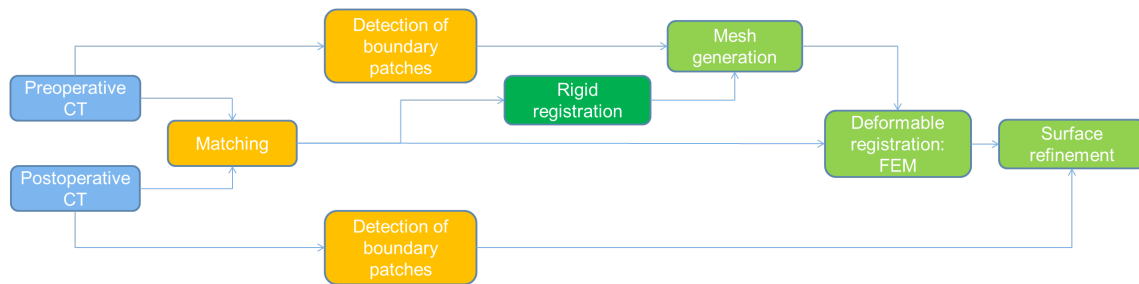 Detection of
boundary
patches
Mesh
generation
Preoperative
CT
Rigid
registration
Matching
Deformable
registration:
FEM
Surface
refinement
Postoperative
CT
Detection of
boundary
patches